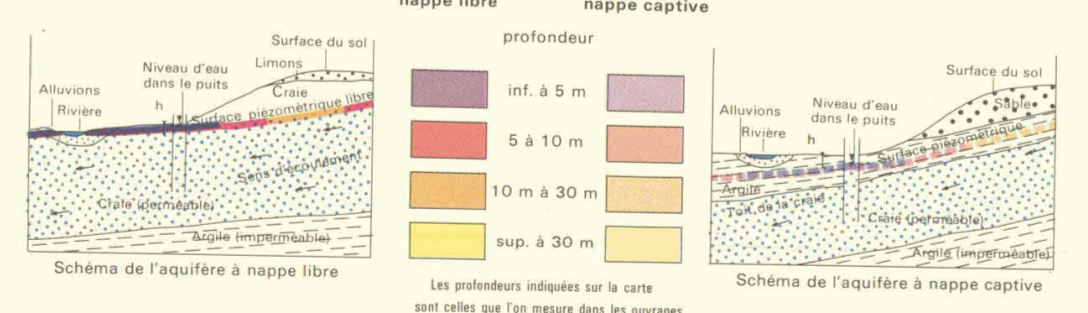 nappe libre
nappe captive
profondeur
inf. à 5 m
5 à 10 m
10 m à 30 m
sup. à 30 m
Les profondeurs indiquées sur la carte
sont celles que l'on mesure dans les ouvrages
Surface du sol
Limons
Niveau d'eau
dans le puits
Craie
Alluvions
Rivière
h
Surface piézométrique libre
Sens d'écoulement
Craie (perméable)
Argile (imperméable)
Schéma de l'aquifère à nappe libre
Surface du sol
Sable
Alluvions
Niveau d'eau
dans le puits
Rivière
h
Surface piézométrique
Argile
Toit de la craie
Craie (perméable)
Argile (imperméable)
Schéma de l'aquifère à nappe captive